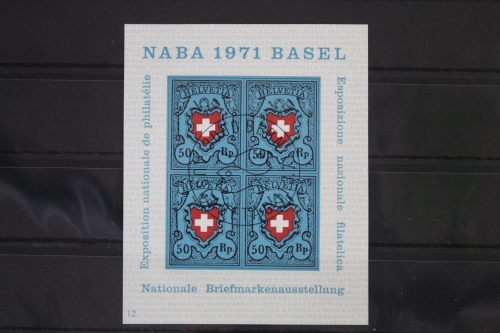 NABA 1971 BASEL
Exposition nationale de philatélie
HELVETIA
HELVETIA
50 Rp.
50 Rp.
HELVETIA
HELVETIA
50 Rp.
50 Rp.
Esposizione nazionale filatelica
Nationale Briefmarkenausstellung
12